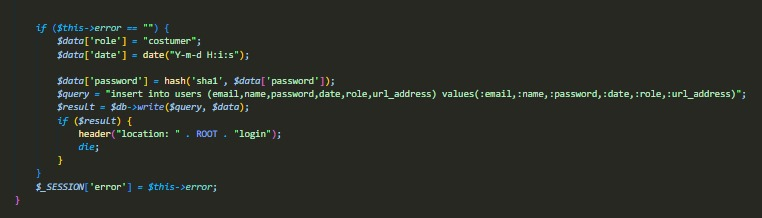 if ($this->error == "") {
$data['role'] = "costumer";
$data['date'] = date("Y-m-d H:i:s");
$data['password'] = hash('sha1', $data['password']);
$query = "insert into users (email,name,password,date,role,url_address) values(:email,:name,:password,:date,:role,:url_address)";
$result = $db->write($query, $data);
if ($result) {
header("location: " . ROOT . "login");
die;
}
}
$_SESSION['error'] = $this->error;
}